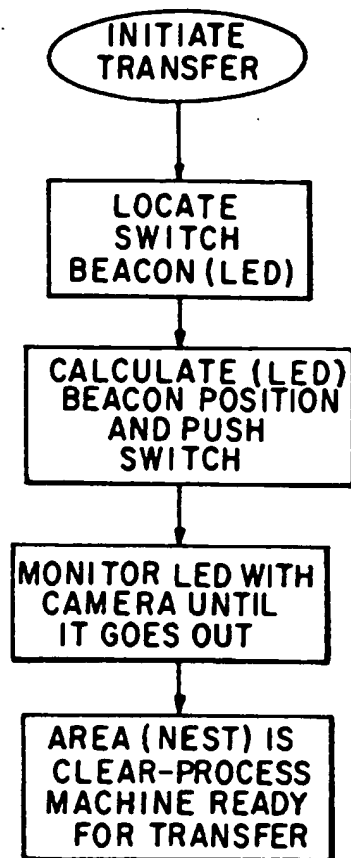 INITIATE
TRANSFER
LOCATE
SWITCH
BEACON (LED)
CALCULATE (LED)
BEACON POSITION
AND PUSH
SWITCH
MONITOR LED WITH
CAMERA UNTIL
IT GOES OUT
AREA (NEST) IS
CLEAR-PROCESS
MACHINE READY
FOR TRANSFER